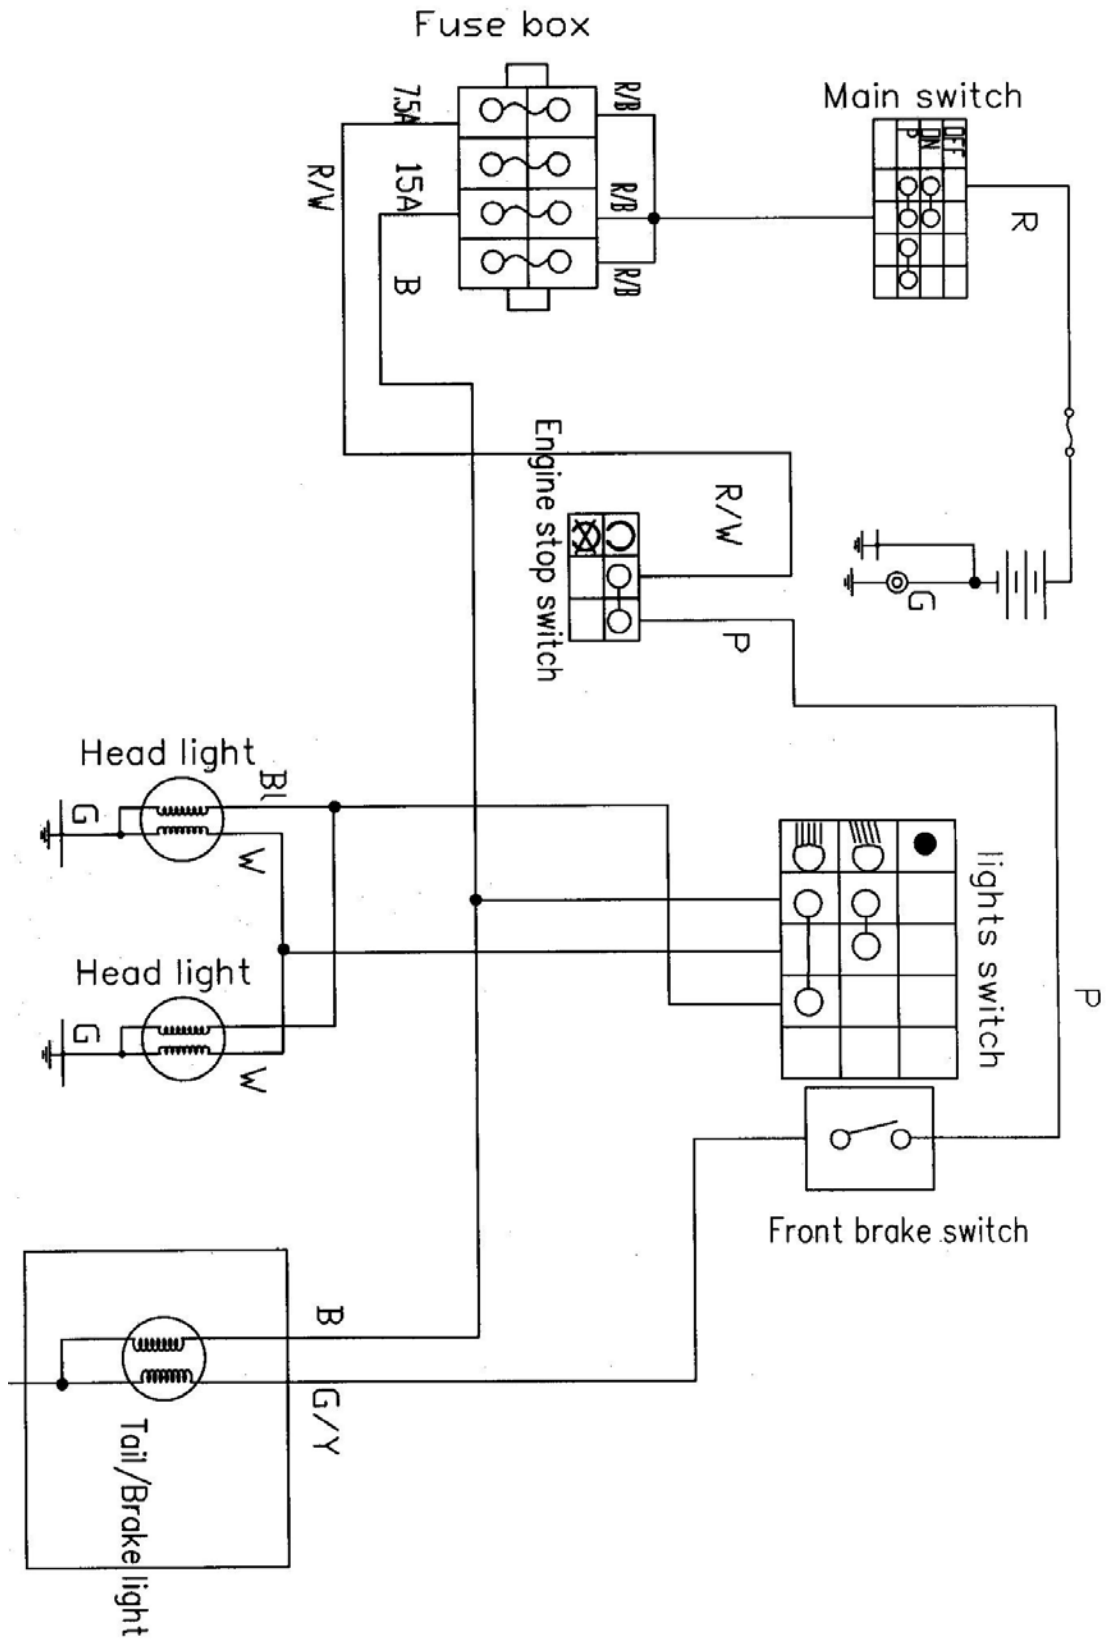 Fuse box
Main switch
7.5A
15A
R/W
B
R/B
R/B
R/B
OFF
ON
P
R
G
Engine stop switch
R/W
P
P
Head light
Bl
G
W
Head light
G
W
lights switch
Front brake switch
B
G/Y
Tail/Brake light